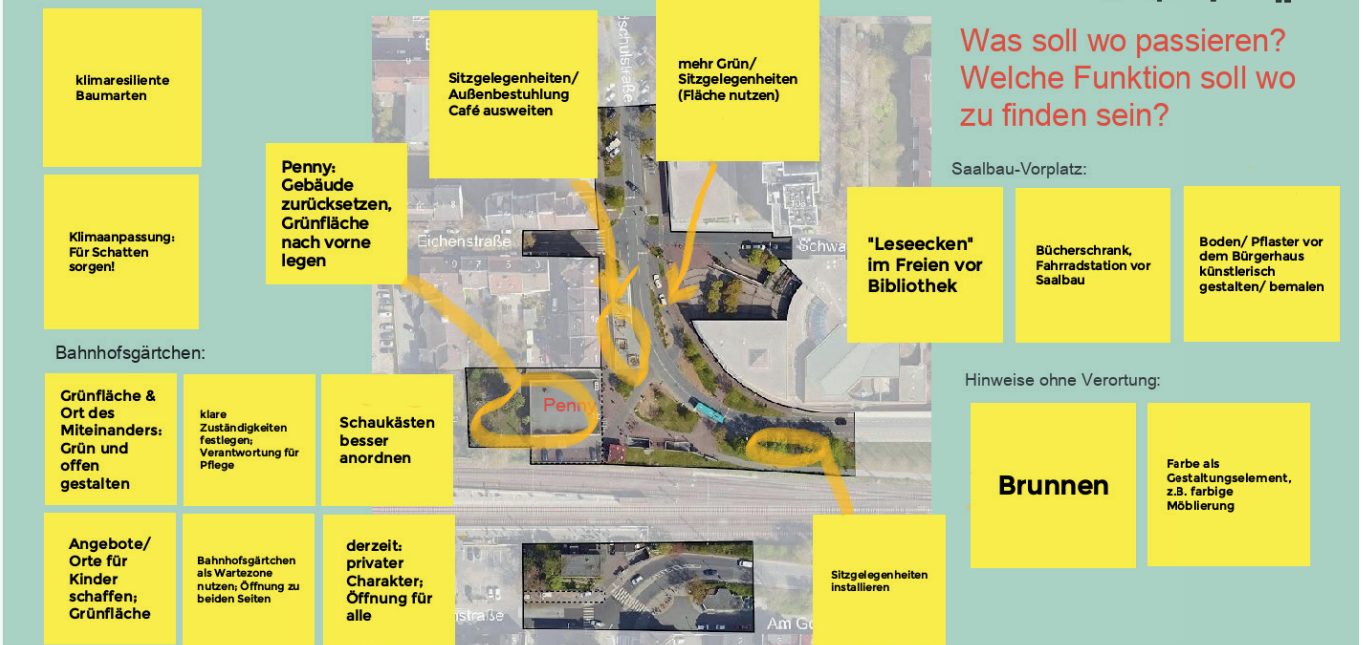 Was soll wo passieren?
Welche Funktion soll wo
zu finden sein?
klimaresiliente
Baumarten
Klimaanpassung:
Für Schatten
sorgen!
Penny:
Gebäude
zurücksetzen,
Grünfläche
nach vorne
legen
Sitzgelegenheiten/
Außenbestuhlung
Café ausweiten
mehr Grün/
Sitzgelegenheiten
(Fläche nutzen)
Eichenstraße
Schwa
Penny
Saalbau-Vorplatz:
"Leseecken"
im Freien vor
Bibliothek
Bücherschrank,
Fahrradstation vor
Saalbau
Boden/ Pflaster vor
dem Bürgerhaus
künstlerisch
gestalten/ bemalen
Bahnhofsgärtchen:
Grünfläche &
Ort des
Miteinanders:
Grün und
offen
gestalten
klare
Zuständigkeiten
festlegen;
Verantwortung für
Pflege
Schaukästen
besser
anordnen
Angebote/
Orte für
Kinder
schaffen;
Grünfläche
Bahnhofsgärtchen
als Wartezone
nutzen; Öffnung zu
beiden Seiten
derzeit:
privater
Charakter;
Öffnung für
alle
straße
Am Go
Sitzgelegenheiten
installieren
Hinweise ohne Verortung:
Brunnen
Farbe als
Gestaltungselement,
z.B. farbige
Möblierung